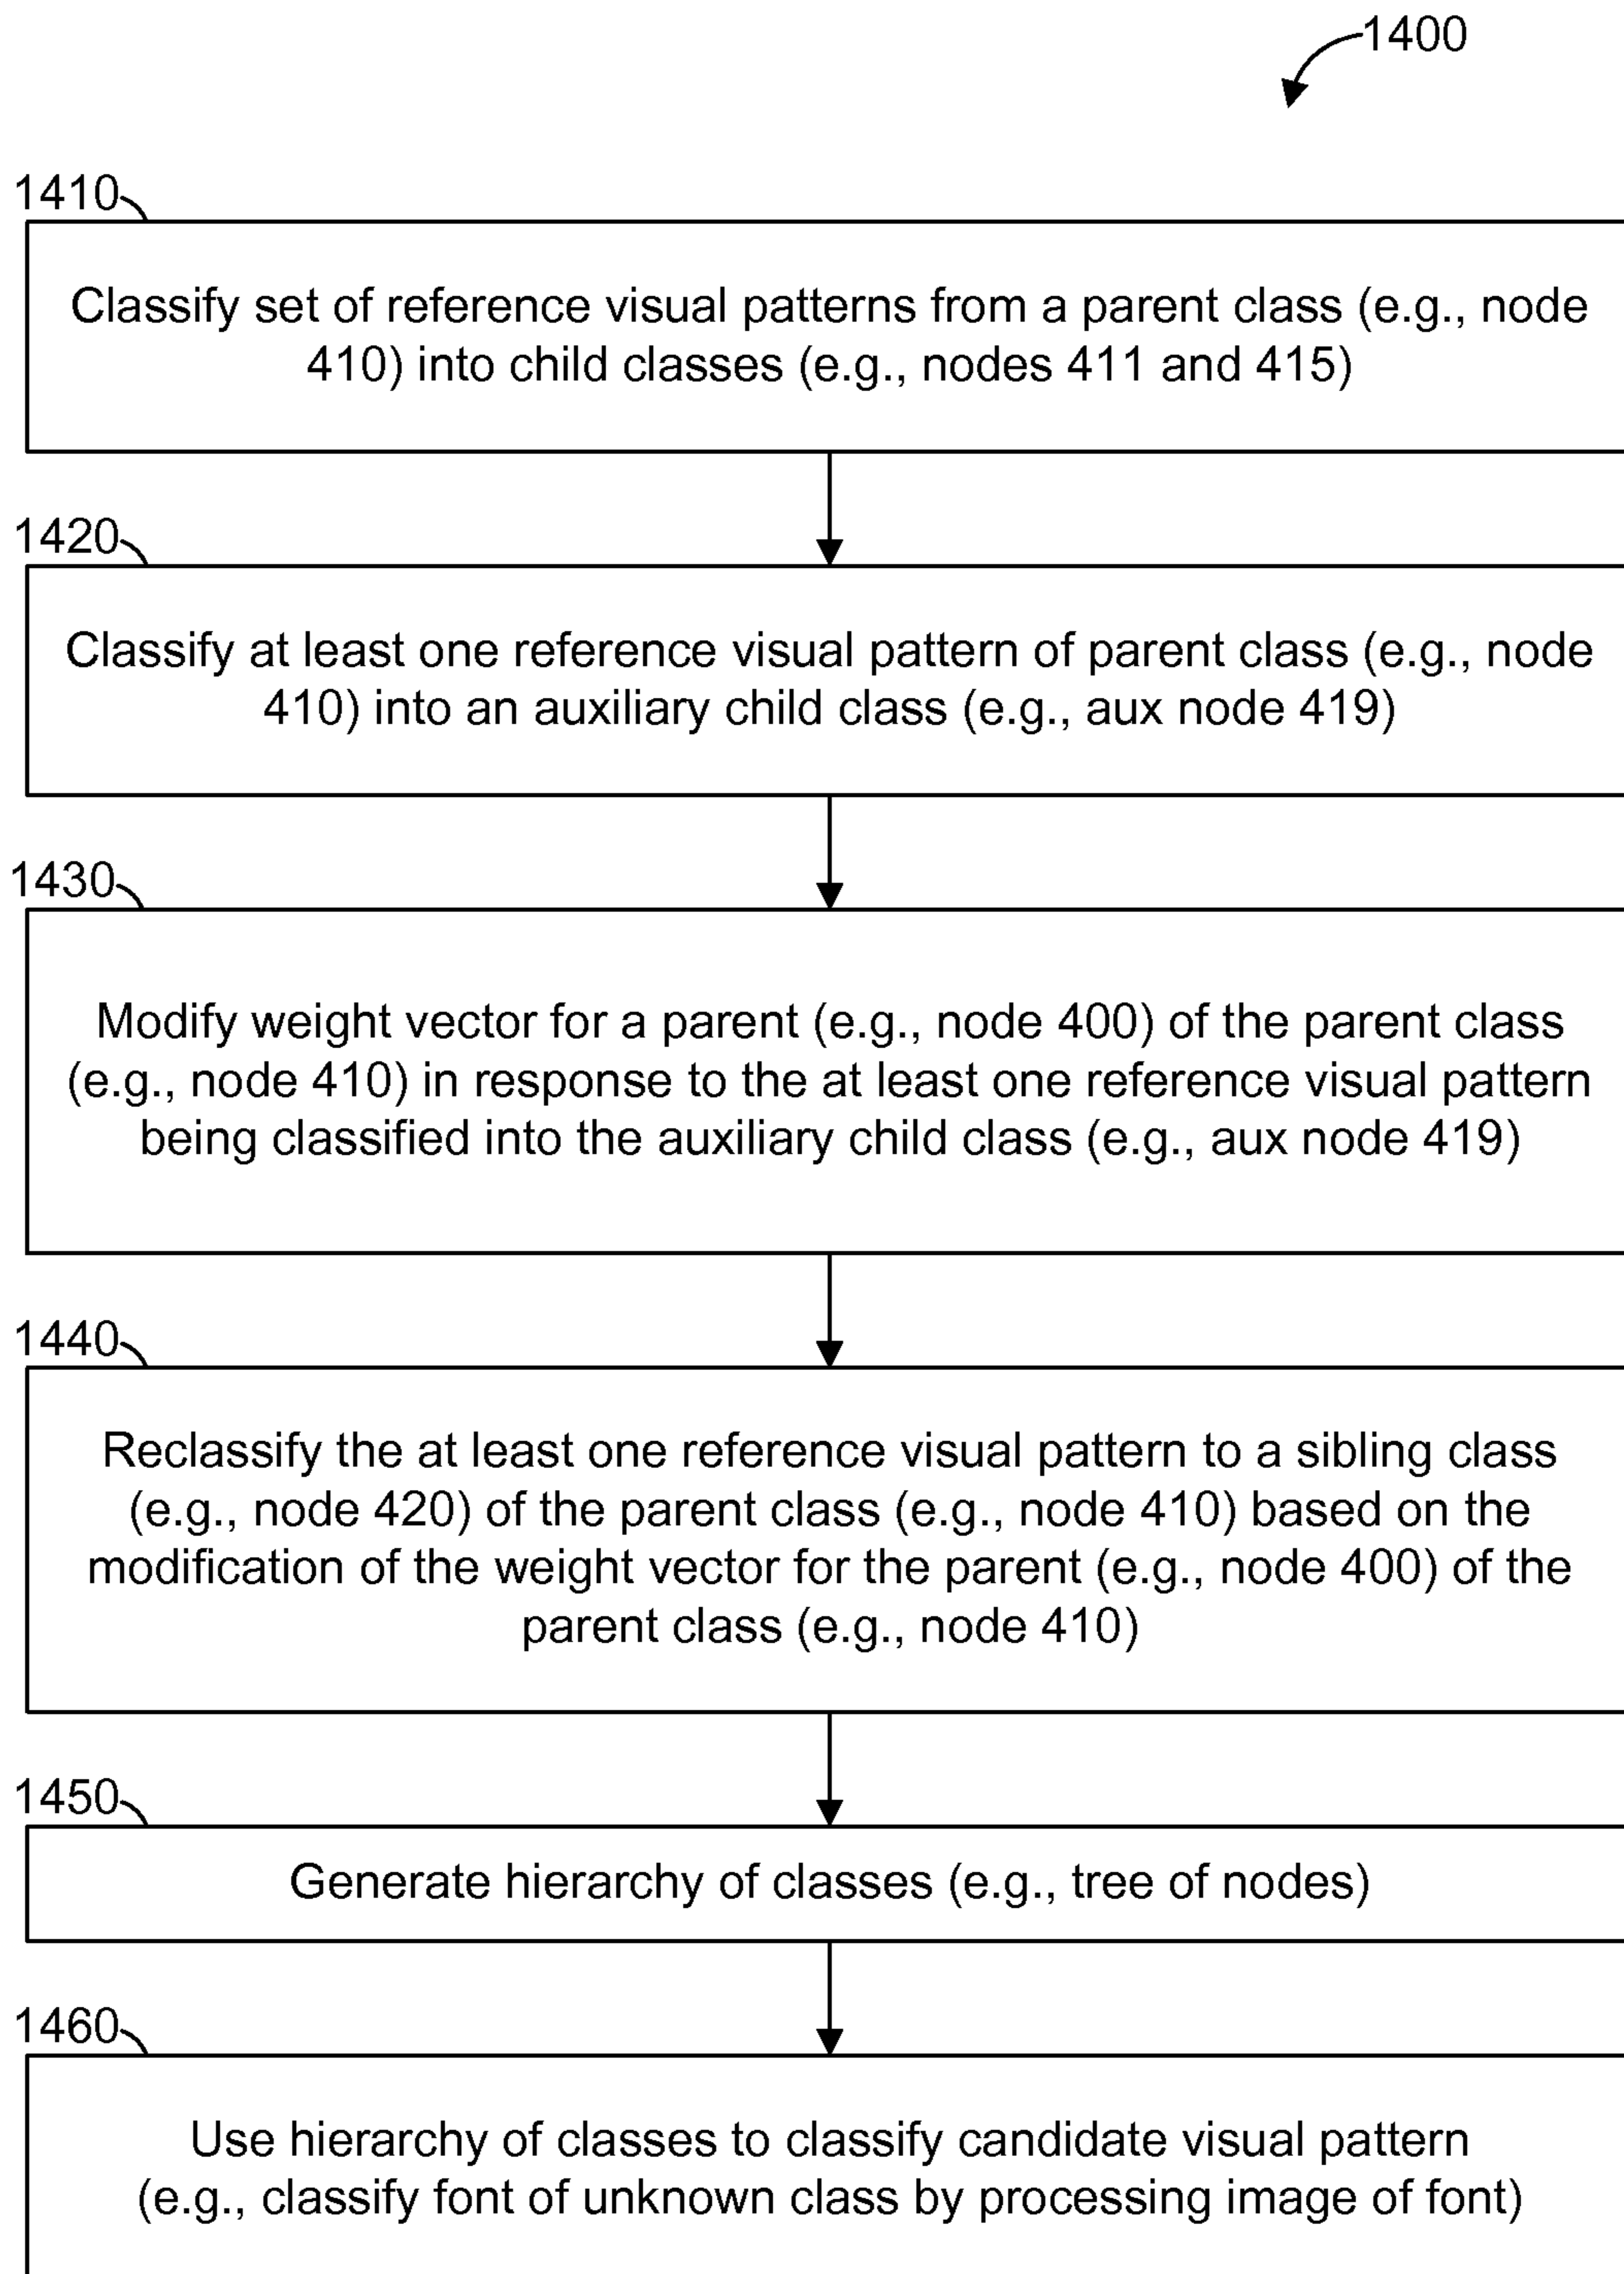 1400
1410
Classify set of reference visual patterns from a parent class (e.g., node
410) into child classes (e.g., nodes 411 and 415)
1420
Classify at least one reference visual pattern of parent class (e.g., node
410) into an auxiliary child class (e.g., aux node 419)
1430
Modify weight vector for a parent (e.g., node 400) of the parent class
(e.g., node 410) in response to the at least one reference visual pattern
being classified into the auxiliary child class (e.g., aux node 419)
1440
Reclassify the at least one reference visual pattern to a sibling class
(e.g., node 420) of the parent class (e.g., node 410) based on the
modification of the weight vector for the parent (e.g., node 400) of the
parent class (e.g., node 410)
1450
Generate hierarchy of classes (e.g., tree of nodes)
1460
Use hierarchy of classes to classify candidate visual pattern
(e.g., classify font of unknown class by processing image of font)